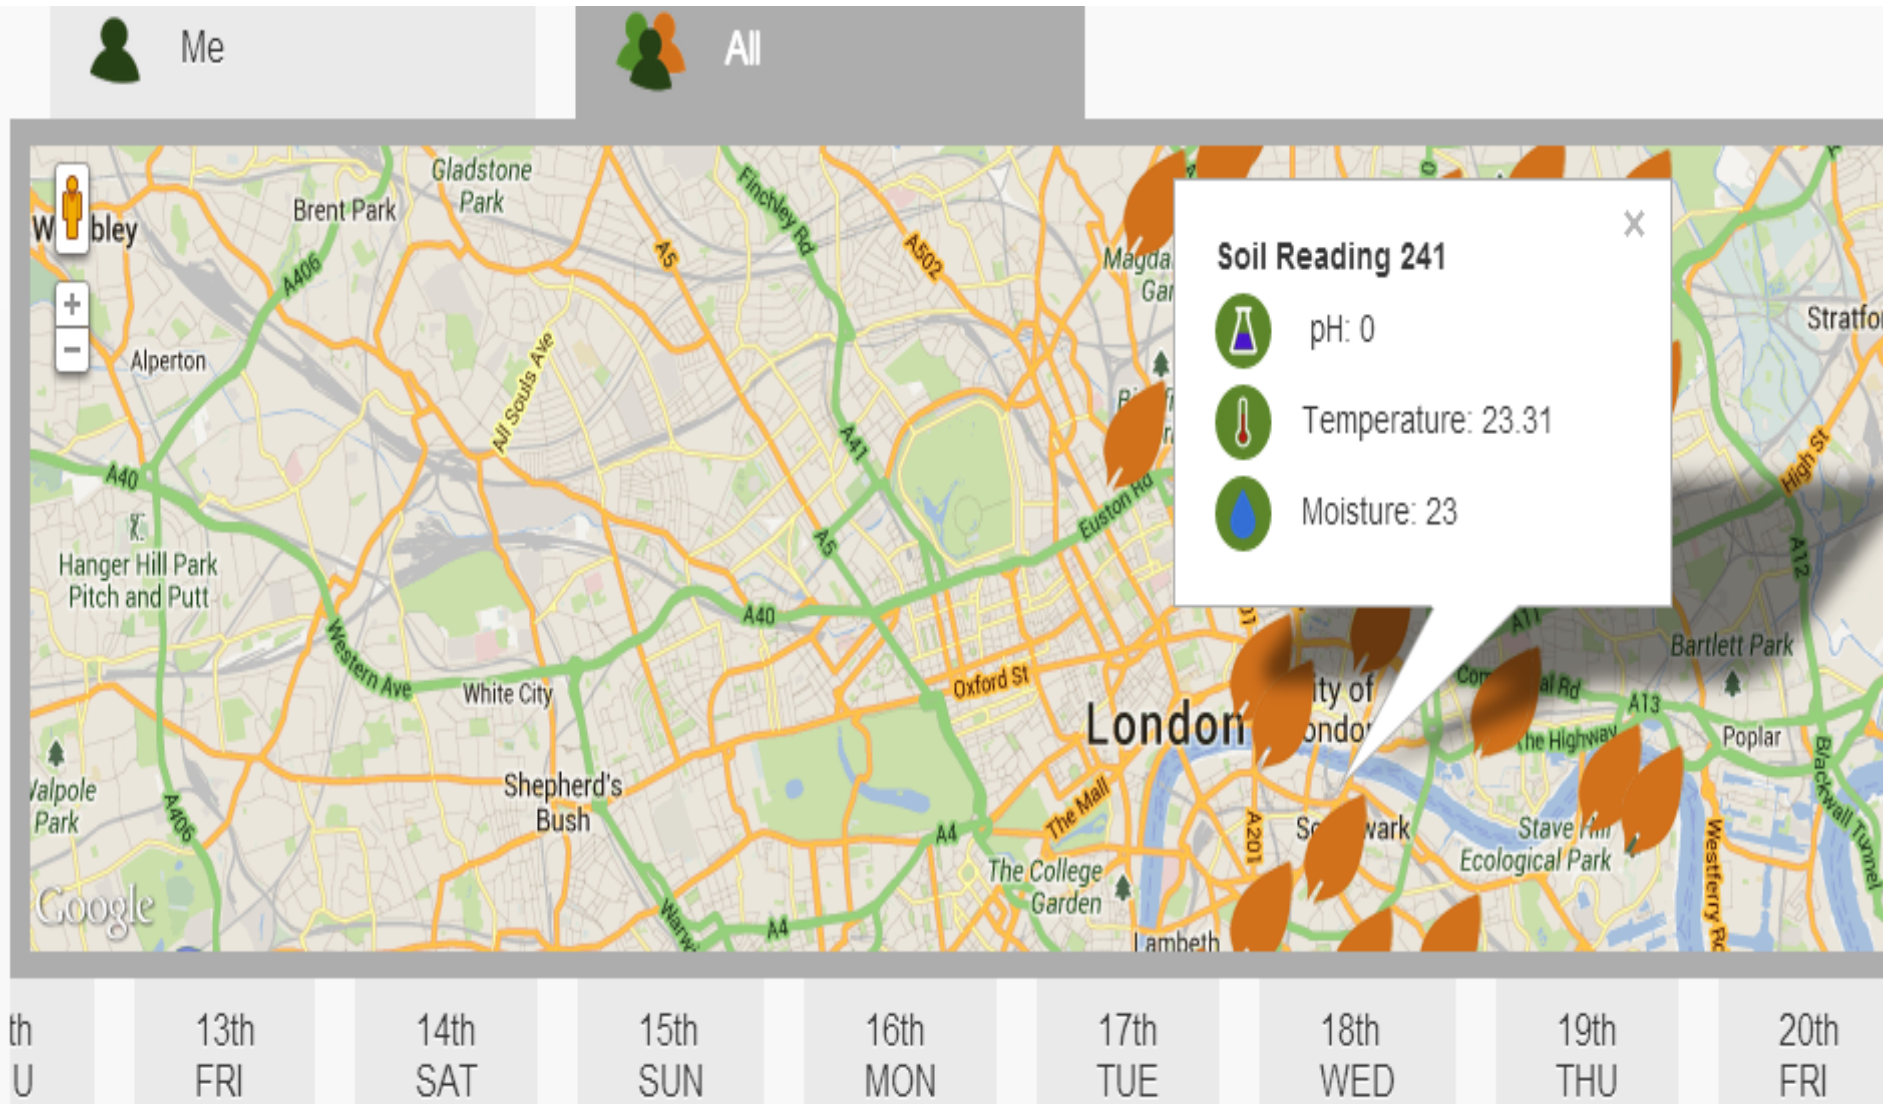 Me
All
Gladstone
Park
Brent Park
Finchley Rd
A5
A502
A406
Alperton
All Souls Ave
A41
A40
Hanger Hill Park
Pitch and Putt
A5
Euston Rd
Soil Reading 241
pH: 0
Temperature: 23.31
Moisture: 23
High St
A12
A11
A40
Western Ave
White City
Oxford St
London
Bartlett Park
A13
Poplar
The Highway
Shepherd's
Bush
The Mall
A4
A201
A406
Park
Ecological Park
Blackwall Tunnel
Westferry
The College
Garden
A4
Lambeth
Google
13th
FRI
14th
SAT
15th
SUN
16th
MON
17th
TUE
18th
WED
19th
THU
20th
FRI